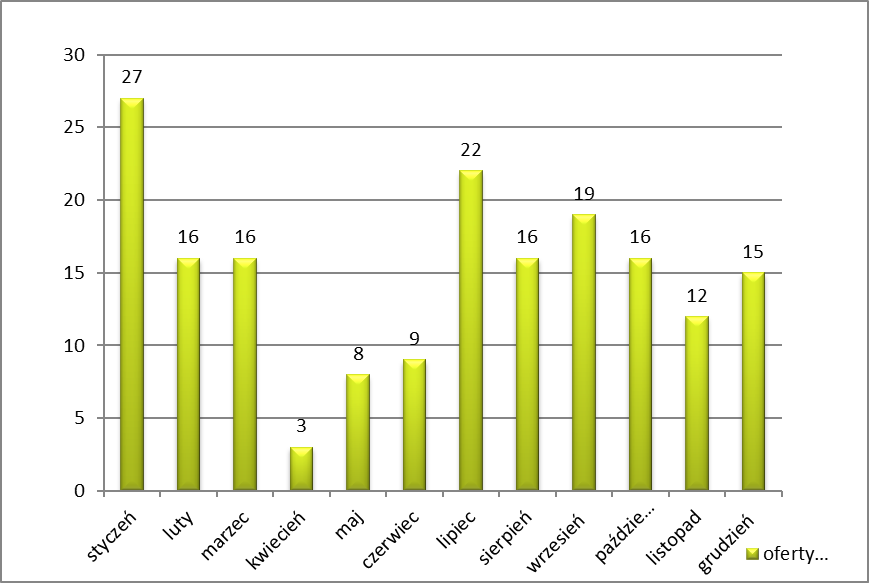 30
25
20
15
10
5
0
27
16
16
3
8
9
22
16
19
16
12
15
styczeń
luty
marzec
kwiecień
maj
czerwiec
lipiec
sierpień
wrzesień
paździe...
listopad
grudzień
oferty...